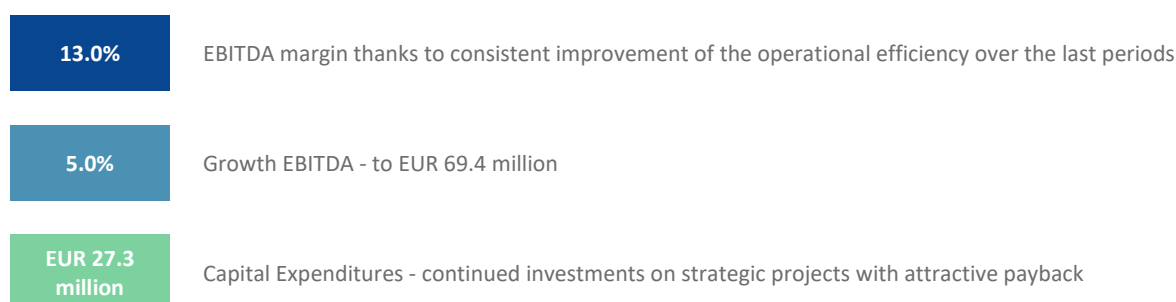 13.0%
EBITDA margin thanks to consistent improvement of the operational efficiency over the last periods
5.0%
Growth EBITDA - to EUR 69.4 million
EUR 27.3
million
Capital Expenditures - continued investments on strategic projects with attractive payback